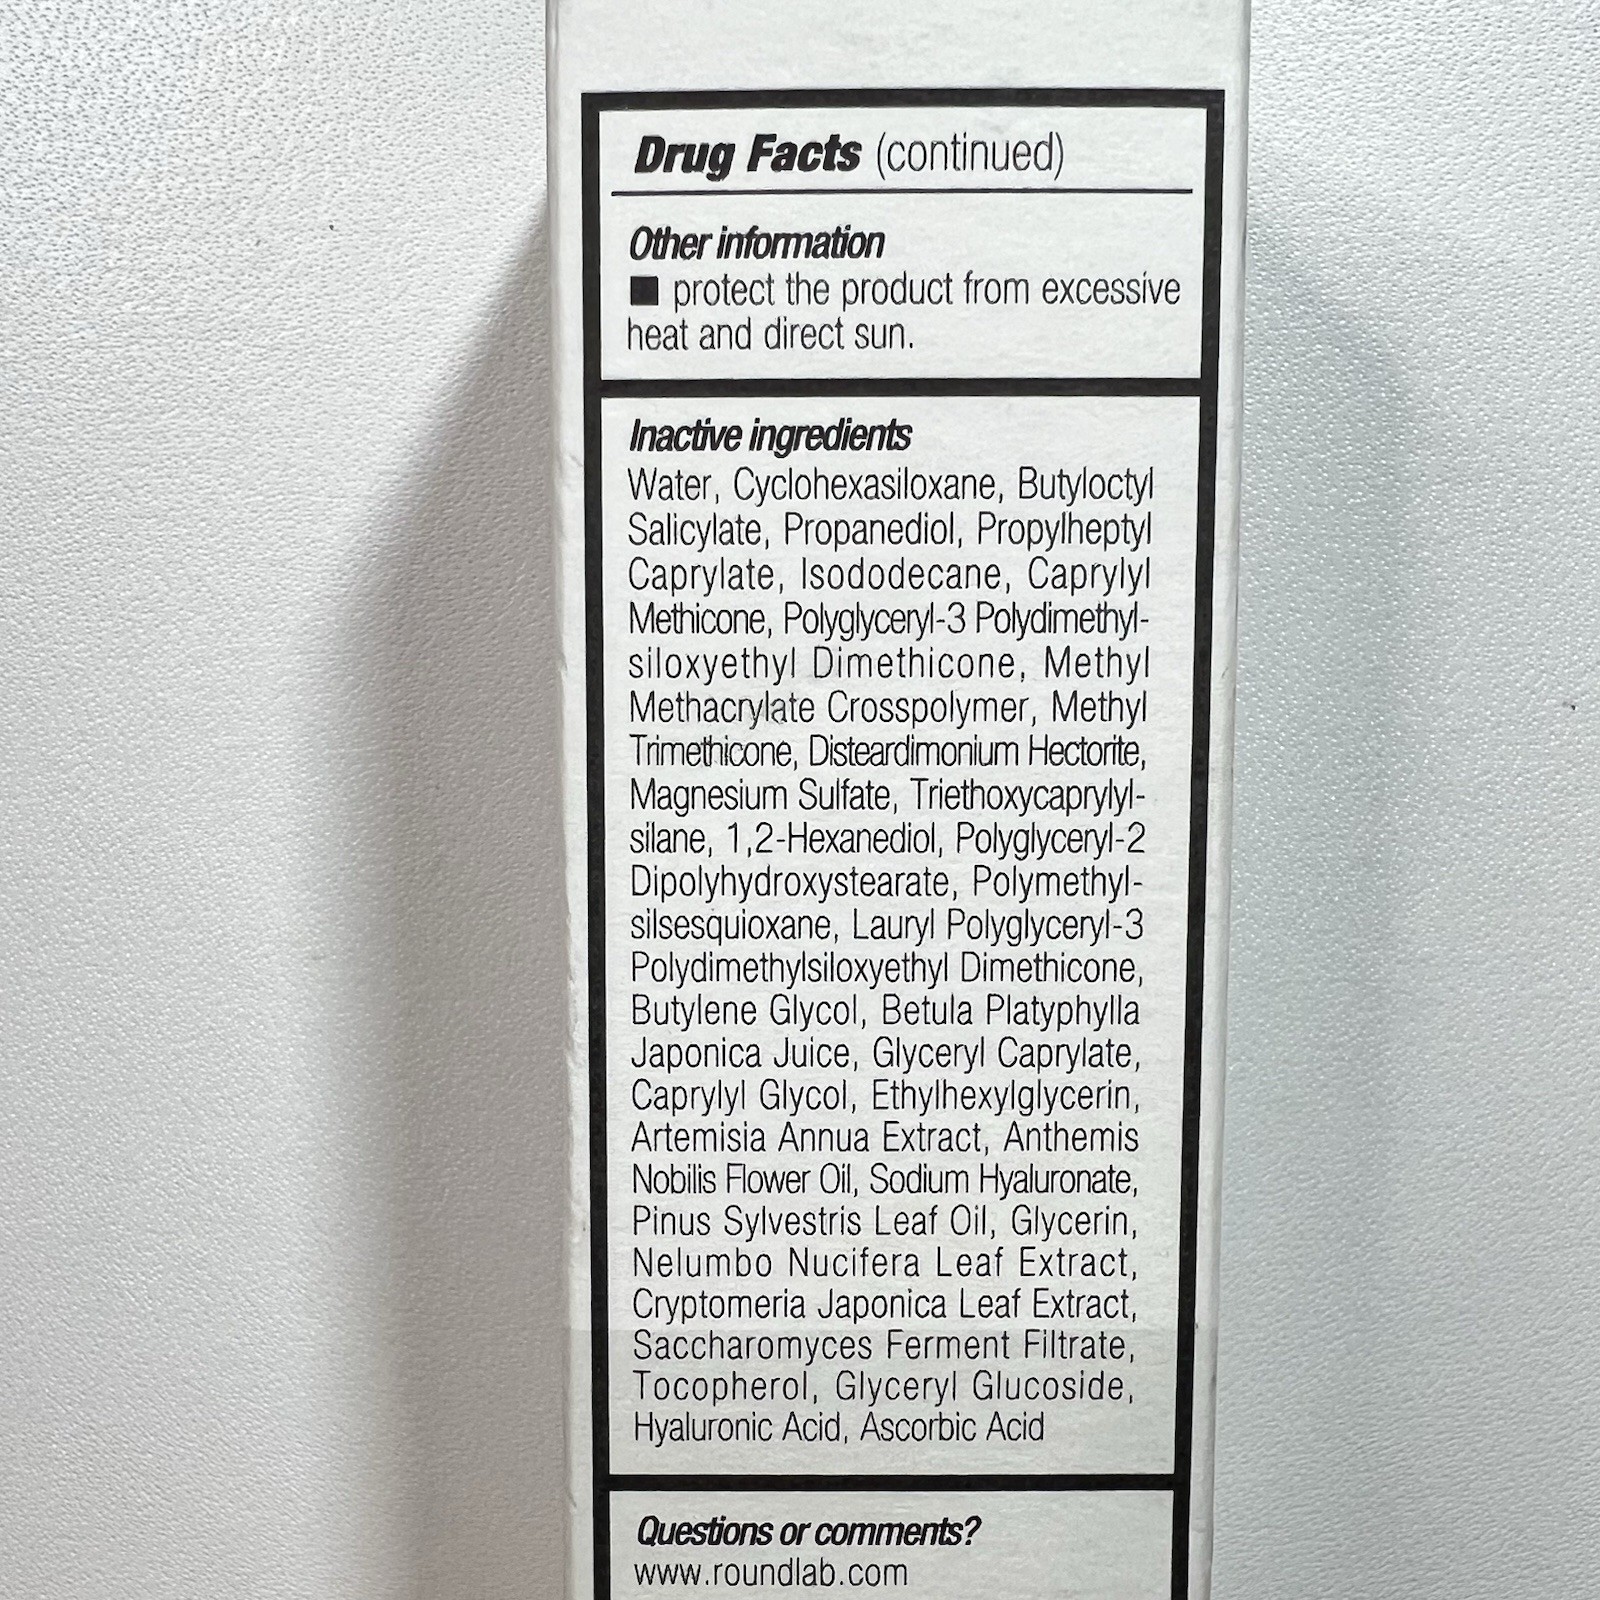 Drug Facts (continued)
Other information
■ protect the product from excessive
heat and direct sun.
Inactive ingredients
Water, Cyclohexasiloxane, Butyloctyl
Salicylate, Propanediol, Propylheptyl
Caprylate, Isododecane, Caprylyl
Methicone, Polyglyceryl-3 Polydimethyl-
siloxyethyl Dimethicone, Methyl
Methacrylate Crosspolymer, Methyl
Trimethicone, Disteardimonium Hectorite,
Magnesium Sulfate, Triethoxycaprylyl-
silane, 1,2-Hexanediol, Polyglyceryl-2
Dipolyhydroxystearate, Polymethyl-
silsesquioxane, Lauryl Polyglyceryl-3
Polydimethylsiloxyethyl Dimethicone,
Butylene Glycol, Betula Platyphylla
Japonica Juice, Glyceryl Caprylate,
Caprylyl Glycol, Ethylhexylglycerin,
Artemisia Annua Extract, Anthemis
Nobilis Flower Oil, Sodium Hyaluronate,
Pinus Sylvestris Leaf Oil, Glycerin,
Nelumbo Nucifera Leaf Extract,
Cryptomeria Japonica Leaf Extract,
Saccharomyces Ferment Filtrate,
Tocopherol, Glyceryl Glucoside,
Hyaluronic Acid, Ascorbic Acid
Questions or comments?
www.roundlab.com